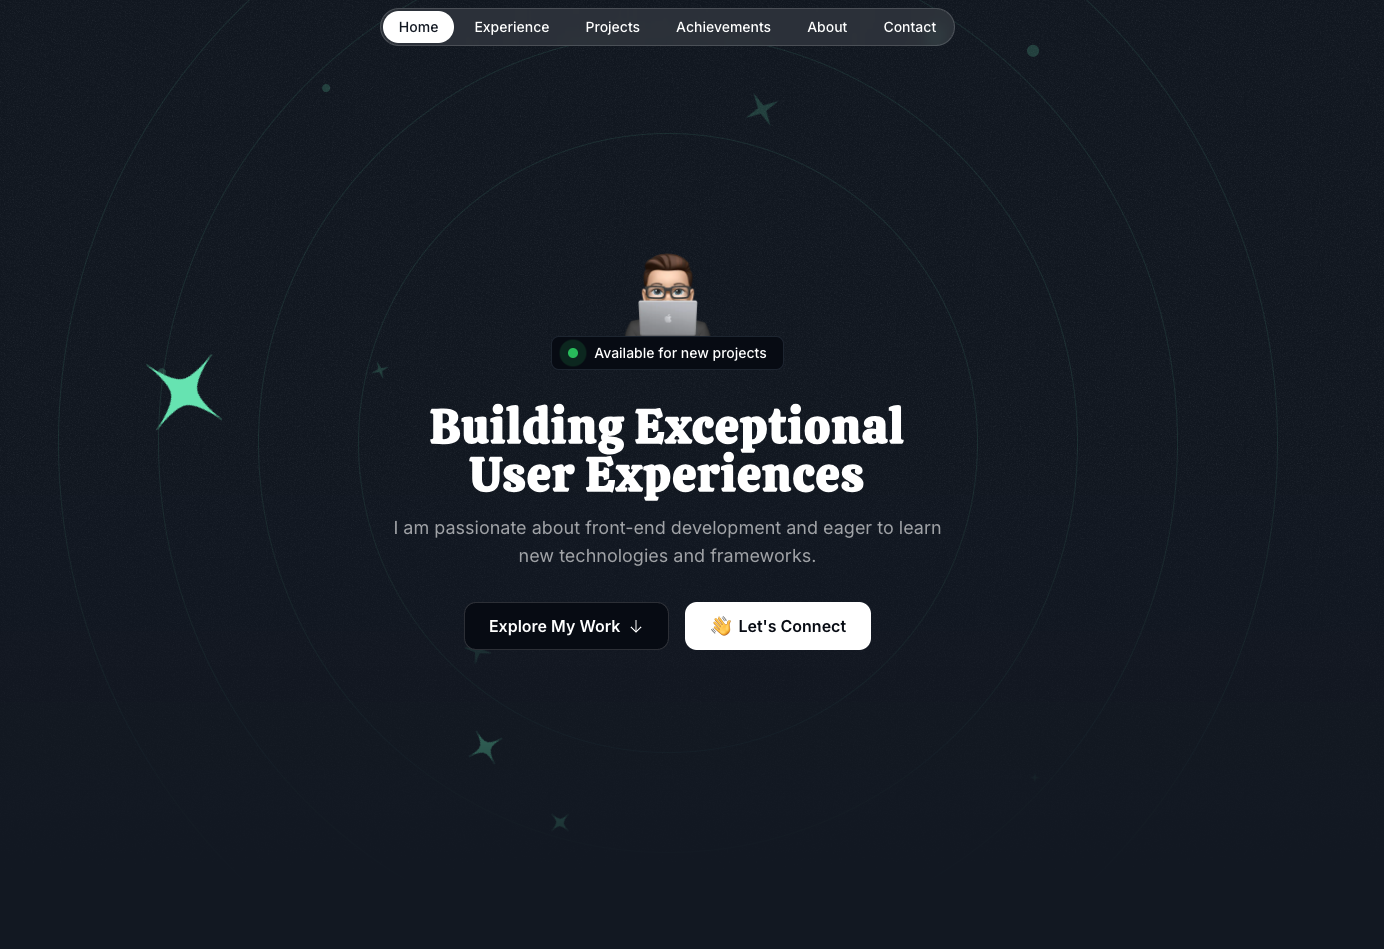 Home Experience Projects Achievements About Contact
Available for new projects
Building Exceptional
User Experiences
I am passionate about front-end development and eager to learn
new technologies and frameworks.
Explore My Work ↓ 👋 Let's Connect